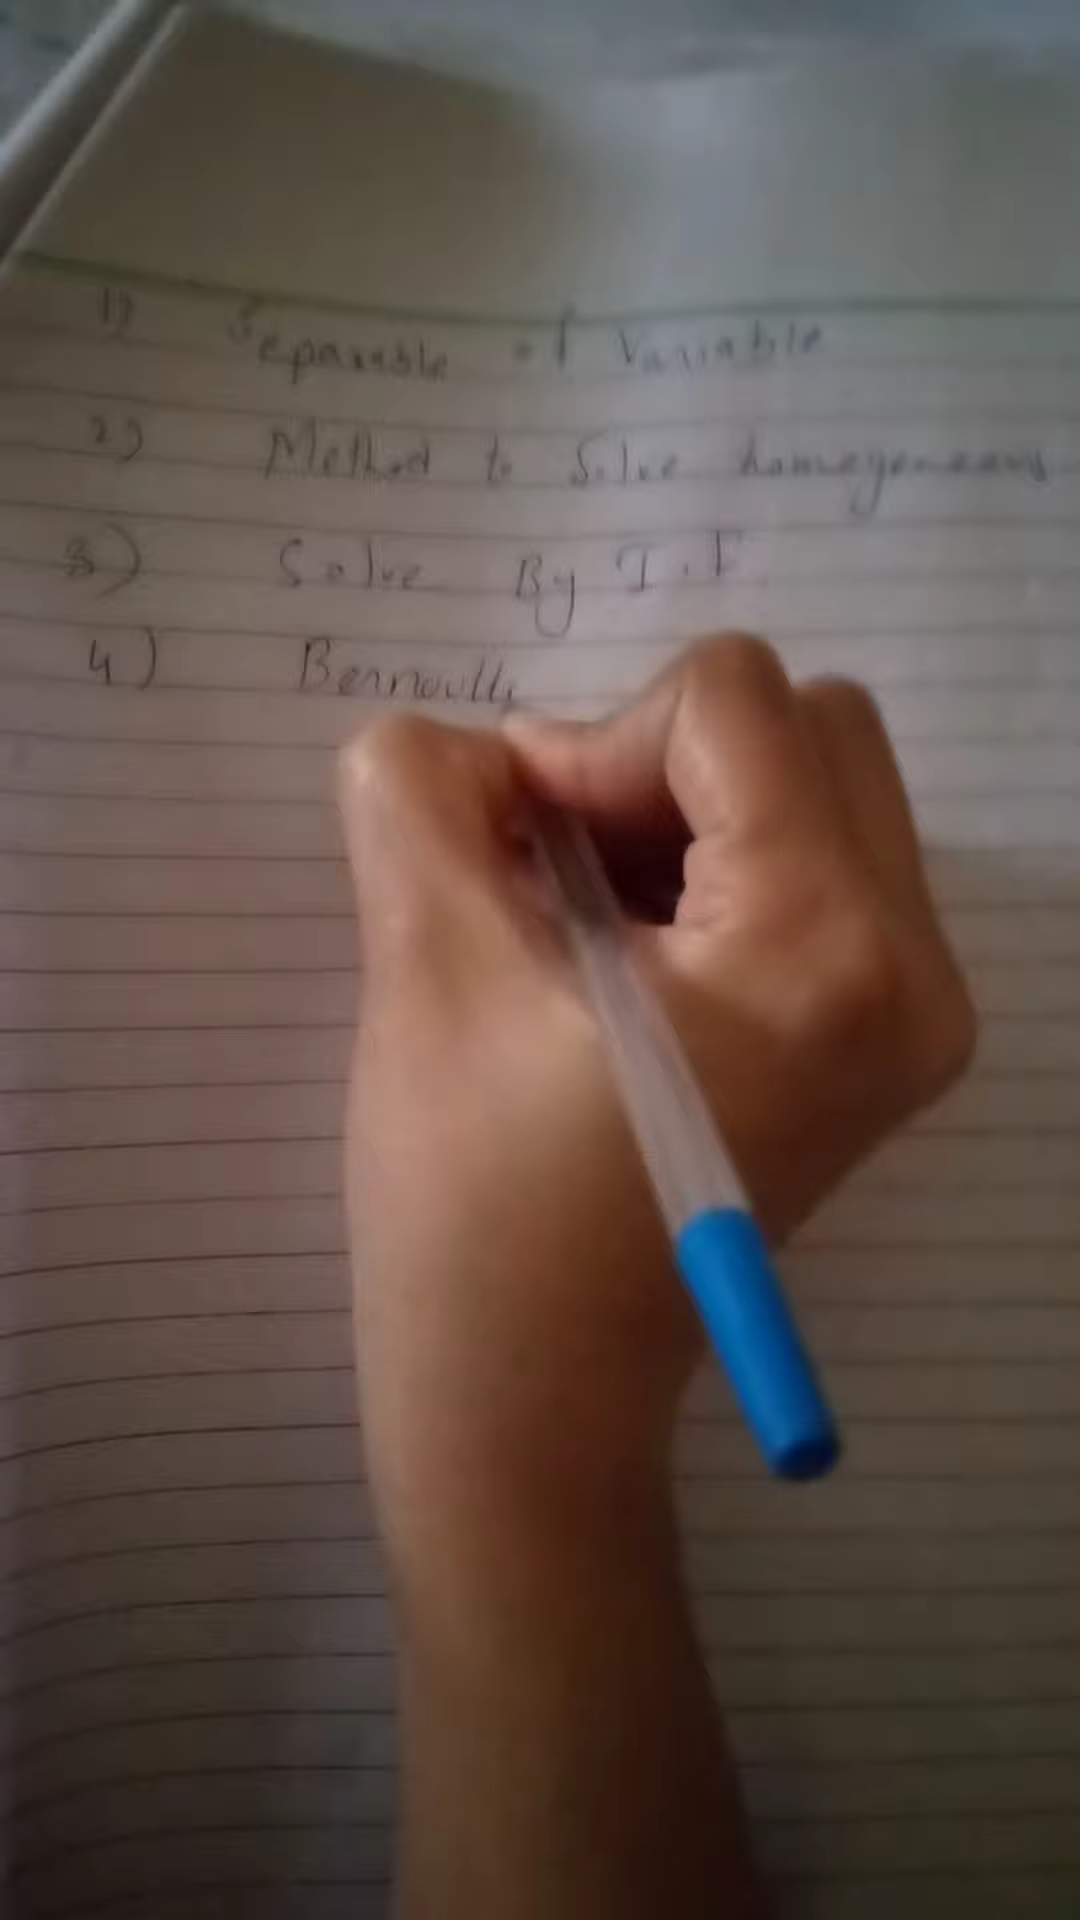 1) Separable of Variable
2) Method to Solve homogeneous
3) Solve By I.F
4) Bernoulli